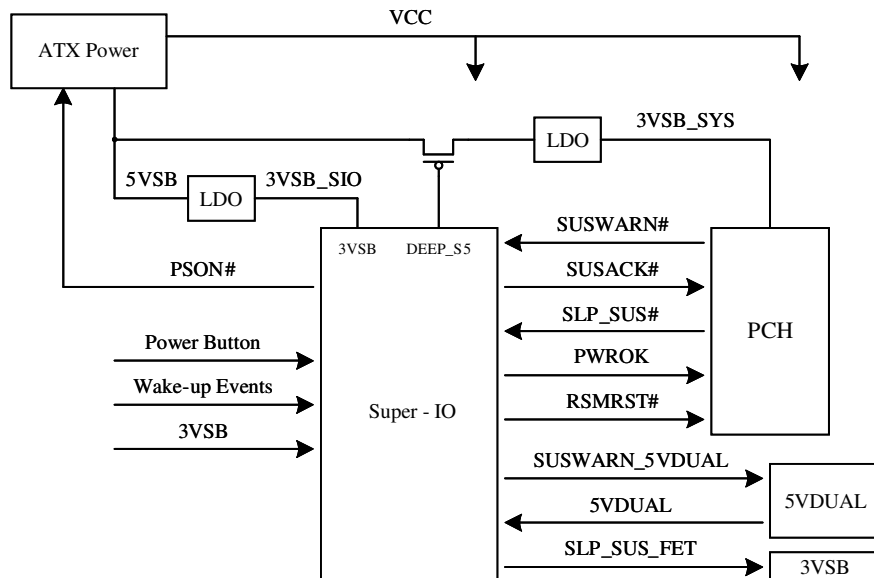 VCC
ATX Power
3VSB_SYS
LDO
5VSB
LDO
3VSB_SIO
3VSB
DEEP_S5
PSON#
SUSWARN#
SUSACK#
SLP_SUS#
PWROK
RSMRST#
PCH
Power Button
Wake-up Events
3VSB
Super - IO
SUSWARN_5VDUAL
5VDUAL
5VDUAL
SLP_SUS_FET
3VSB